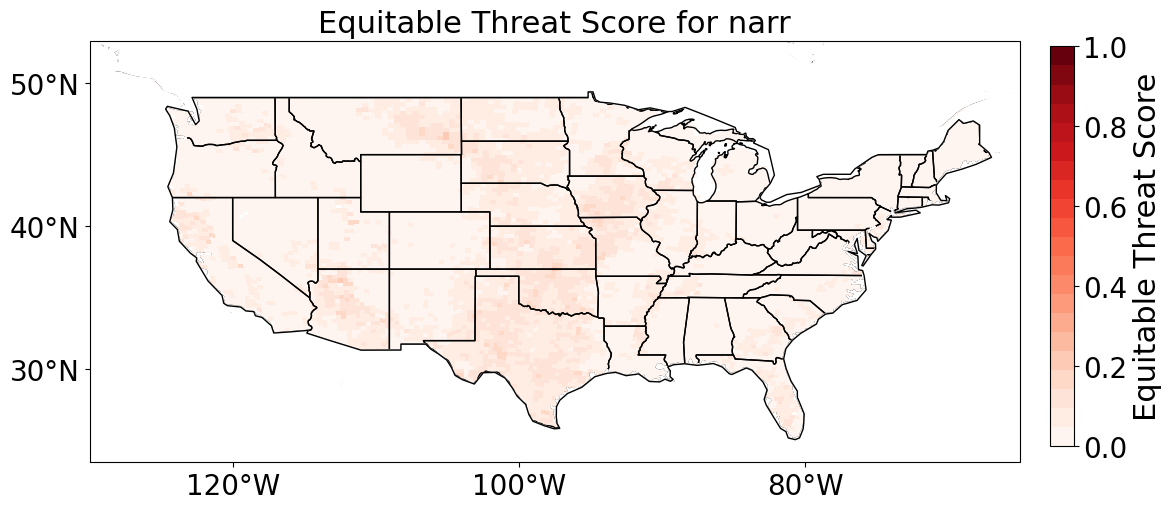 Equitable Threat Score for narr
50°N
40°N
30°N
120°W
100°W
80°W
1.0
0.8
0.6
0.4
0.2
0.0
Equitable Threat Score